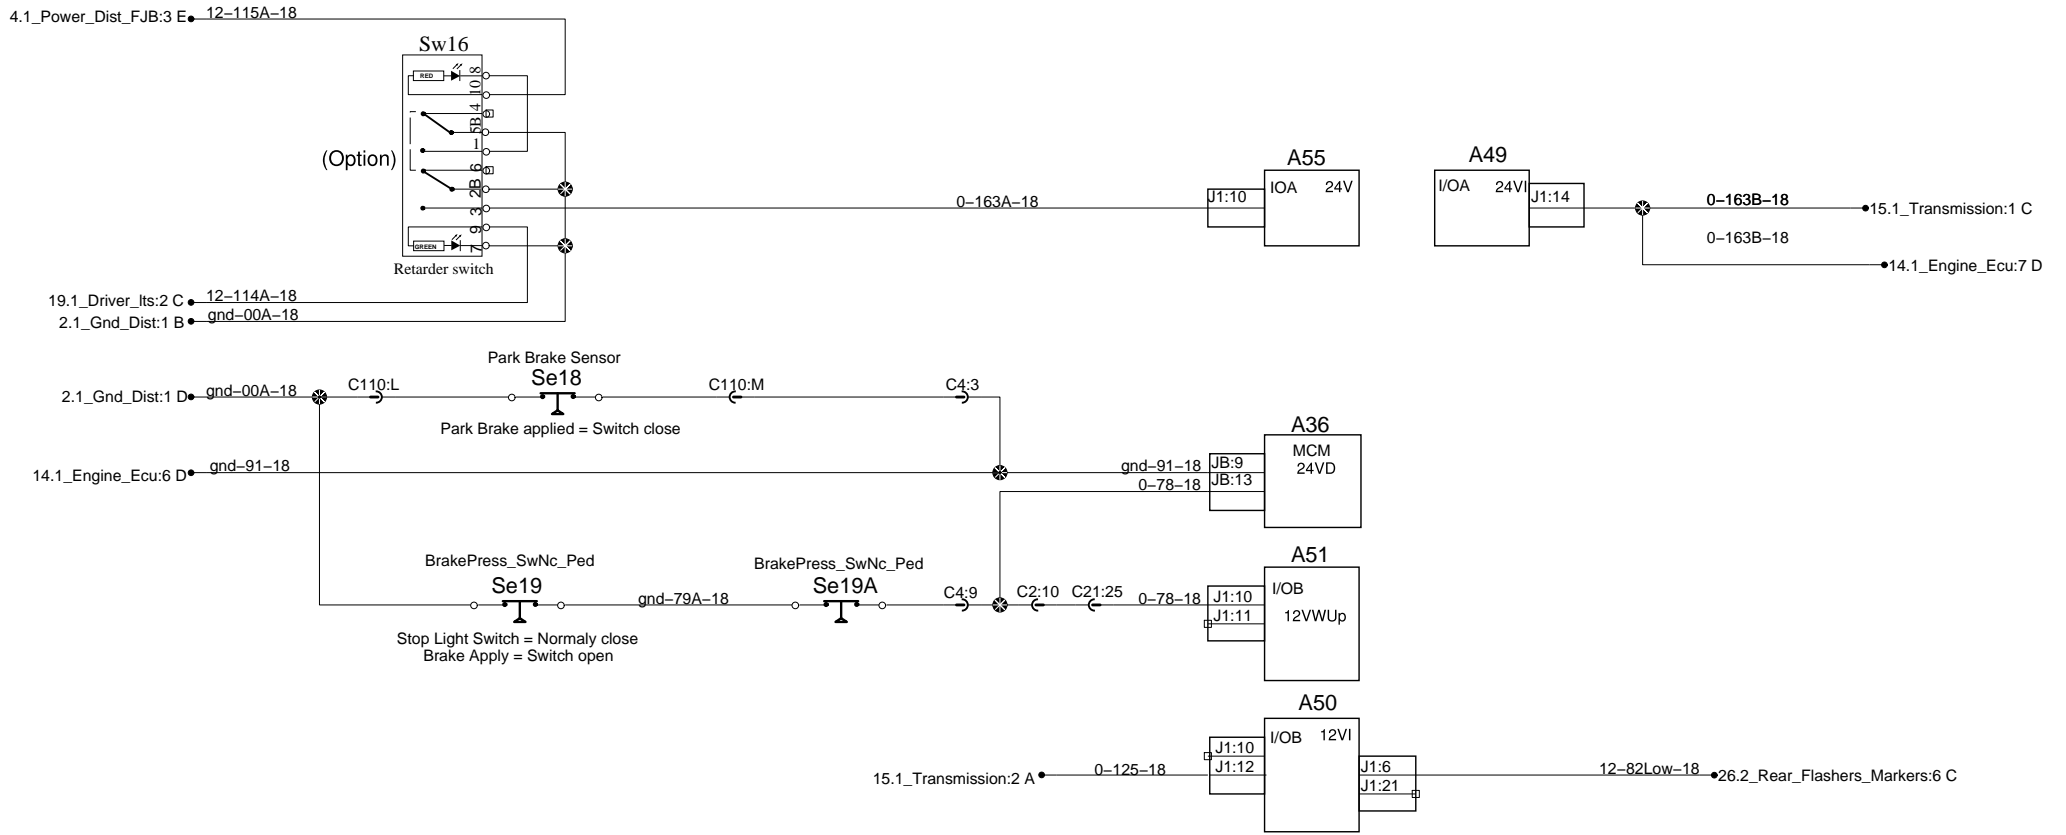 4.1_Power_Dist_FJB:3 E
12-115A-18
Sw16
RED
8
10
4
5B
1
(Option)
6
2B
3
9
GREEN
7
Retarder switch
0-163A-18
A55
J1:10
IOA
24V
A49
I/OA
24VI
J1:14
0-163B-18
15.1_Transmission:1 C
0-163B-18
14.1_Engine_Ecu:7 D
19.1_Driver_lts:2 C
12-114A-18
2.1_Gnd_Dist:1 B
gnd-00A-18
Park Brake Sensor
Se18
2.1_Gnd_Dist:1 D
gnd-00A-18
C110:L
C110:M
C4:3
Park Brake applied = Switch close
A36
MCM
24VD
14.1_Engine_Ecu:6 D
gnd-91-18
gnd-91-18
JB:9
0-78-18
JB:13
BrakePress_SwNc_Ped
Se19
gnd-79A-18
BrakePress_SwNc_Ped
Se19A
C4:9
C2:10
C21:25
0-78-18
A51
I/OB
12VWUp
J1:10
J1:11
Stop Light Switch = Normaly close
Brake Apply = Switch open
A50
I/OB
12VI
J1:10
J1:12
15.1_Transmission:2 A
0-125-18
J1:6
J1:21
12-82Low-18
26.2_Rear_Flashers_Markers:6 C